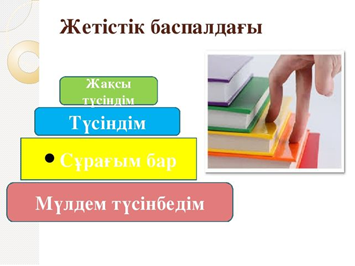 Жетістік баспалдағы
Жақсы
түсіндім
Түсіндім
Сұрағым бар
Мүлдем түсінбедім